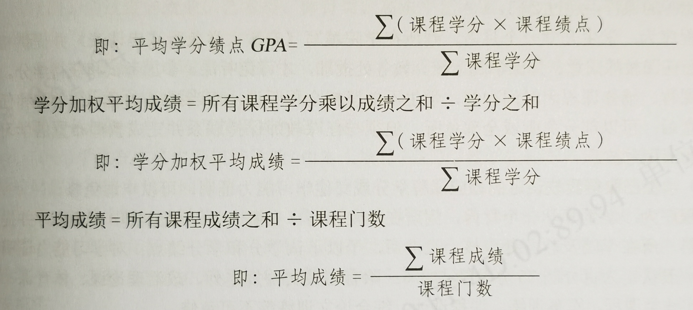 即：平均学分绩点 GPA= ∑(课程学分 × 课程绩点) / ∑课程学分
学分加权平均成绩 = 所有课程学分乘以成绩之和 ÷ 学分之和
即：学分加权平均成绩 = ∑(课程学分 × 课程绩点) / ∑课程学分
平均成绩 = 所有课程成绩之和 ÷ 课程门数
即：平均成绩 = ∑课程成绩 / 课程门数